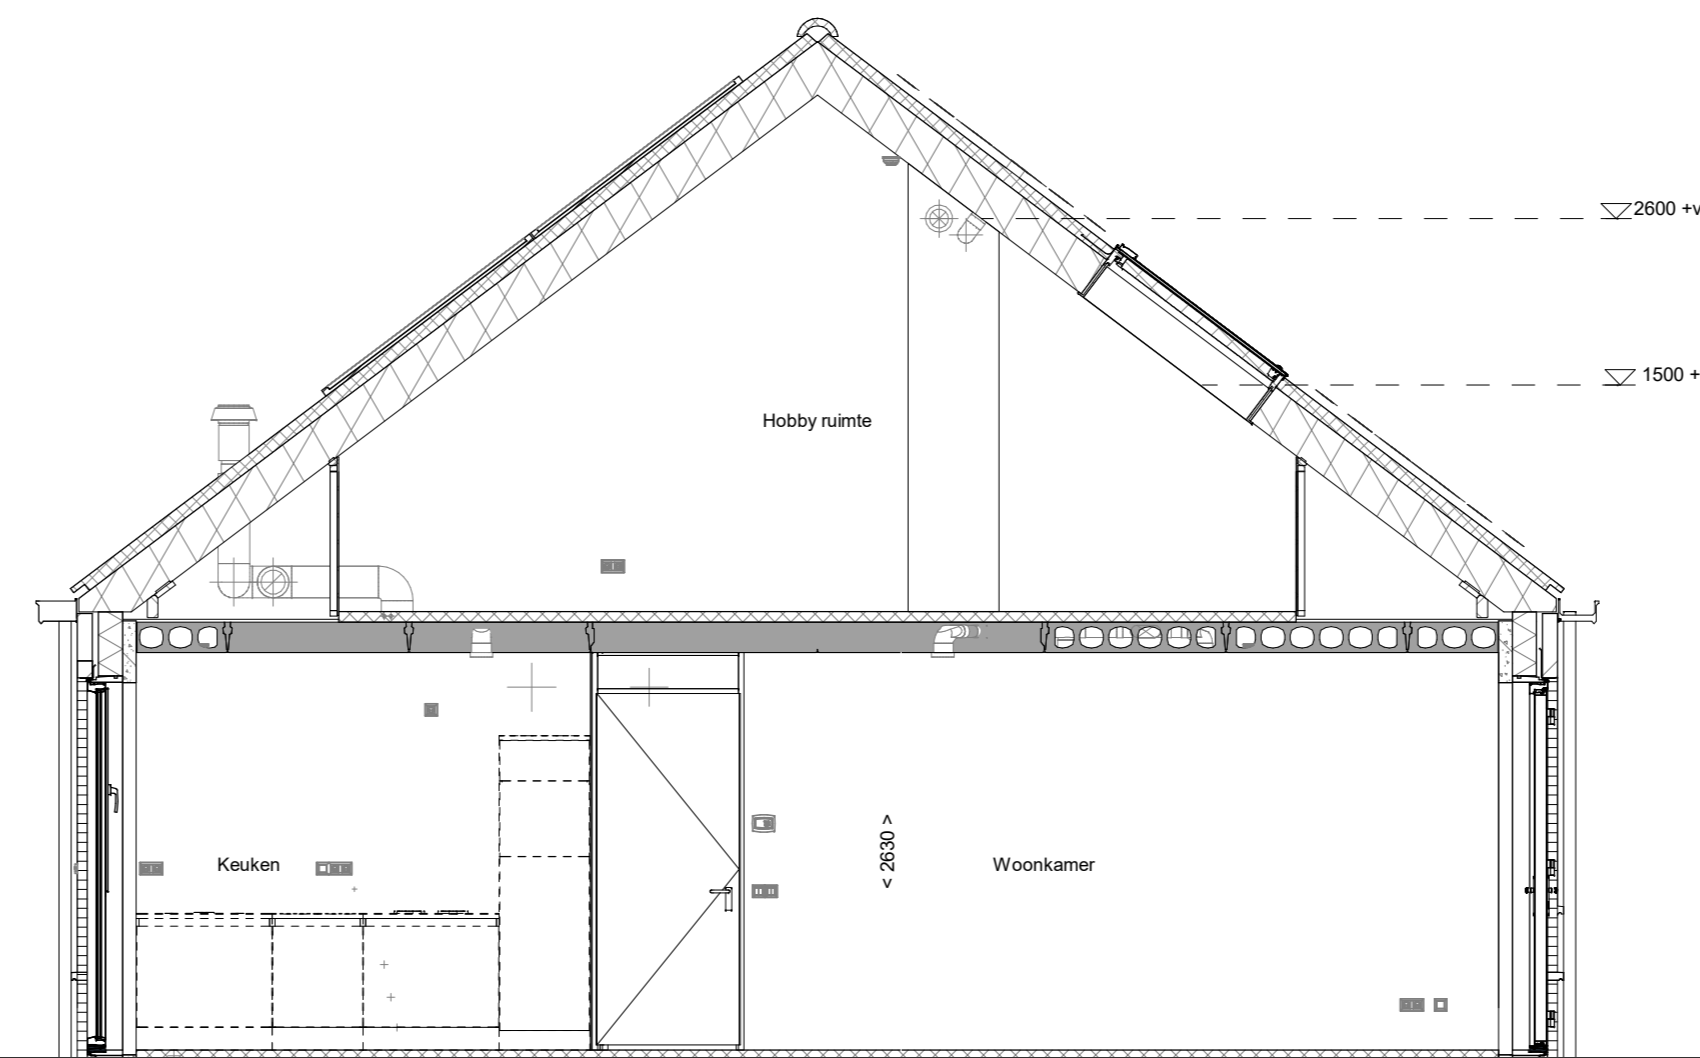 2600 +v
1500 +
Hobby ruimte
< 2630 >
Keuken
Woonkamer